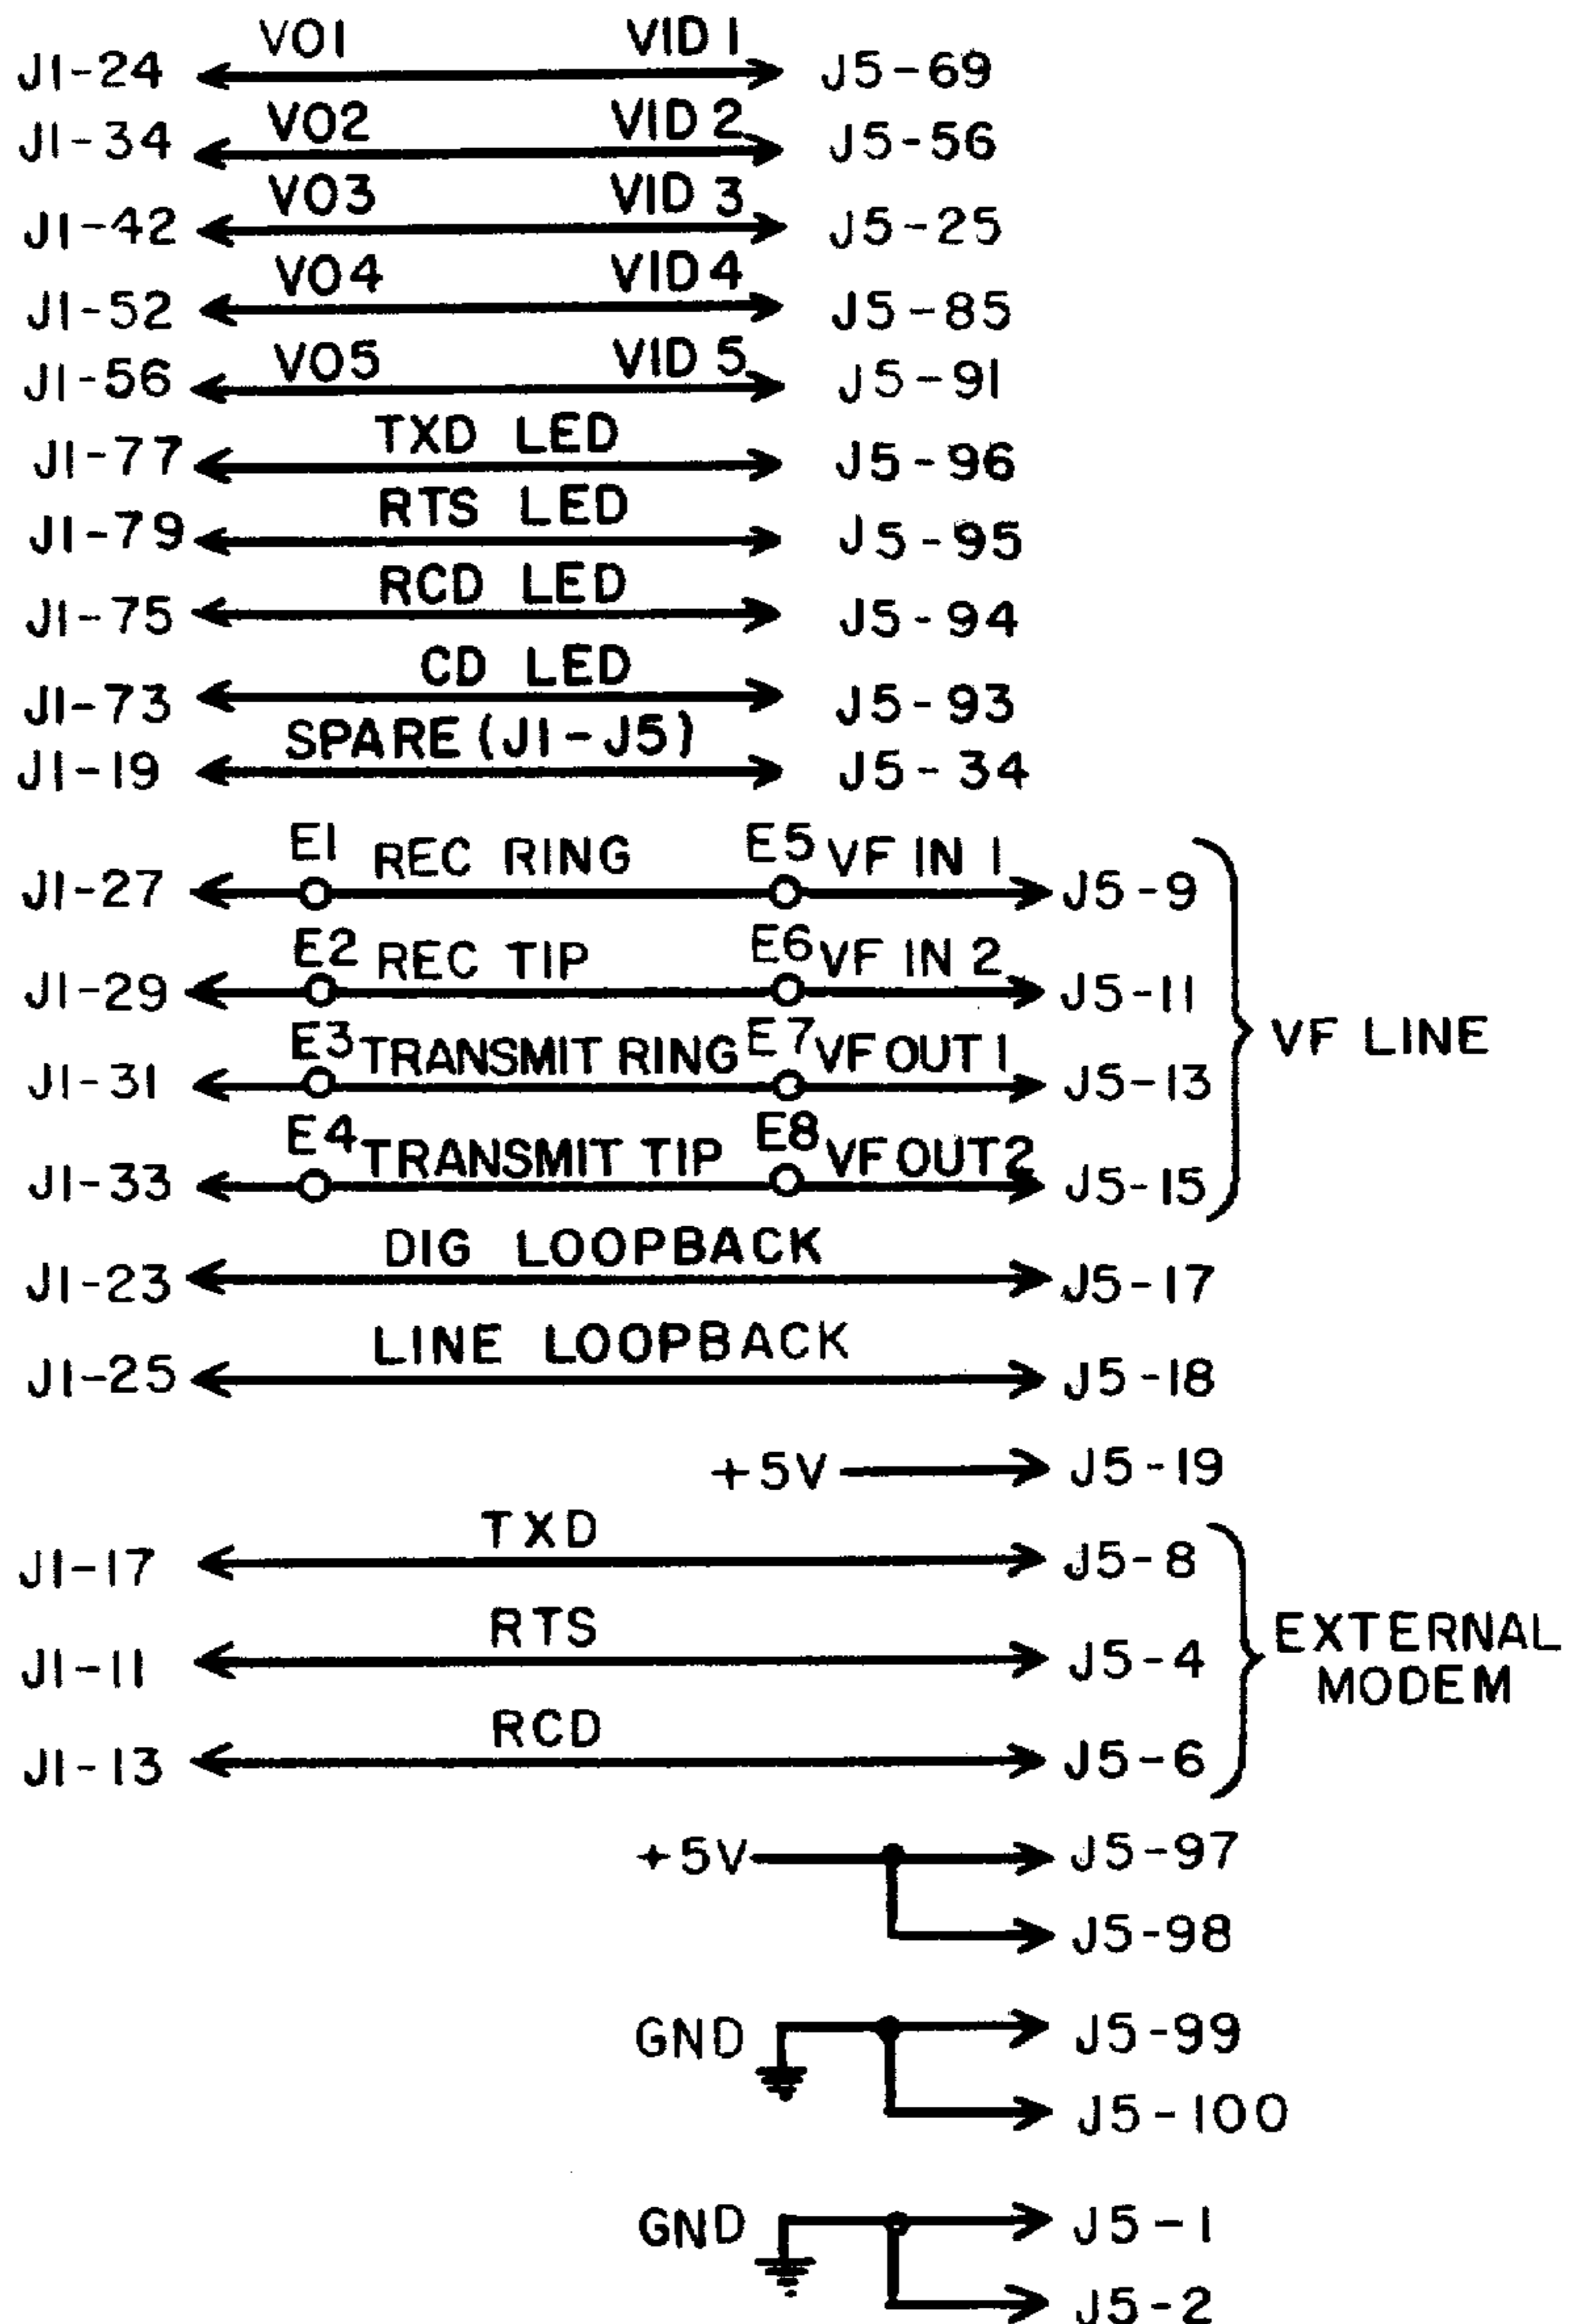 VO1 VID 1
J1-24 J5-69
VO2 VID 2
J1-34 J5-56
VO3 VID 3
J1-42 J5-25
VO4 VID 4
J1-52 J5-85
VO5 VID 5
J1-56 J5-91
TXD LED
J1-77 J5-96
RTS LED
J1-79 J5-95
RCD LED
J1-75 J5-94
CD LED
J1-73 J5-93
SPARE (J1-J5)
J1-19 J5-34
E1 REC RING E5 VF IN 1
J1-27 J5-9
E2 REC TIP E6 VF IN 2
J1-29 J5-11
VF LINE
E3 TRANSMIT RING E7 VF OUT 1
J1-31 J5-13
E4 TRANSMIT TIP E8 VF OUT 2
J1-33 J5-15
DIG LOOPBACK
J1-23 J5-17
LINE LOOPBACK
J1-25 J5-18
+5V J5-19
TXD
J1-17 J5-8
RTS
J1-11 J5-4
EXTERNAL
MODEM
RCD
J1-13 J5-6
+5V J5-97
J5-98
GND J5-99
J5-100
GND J5-1
J5-2